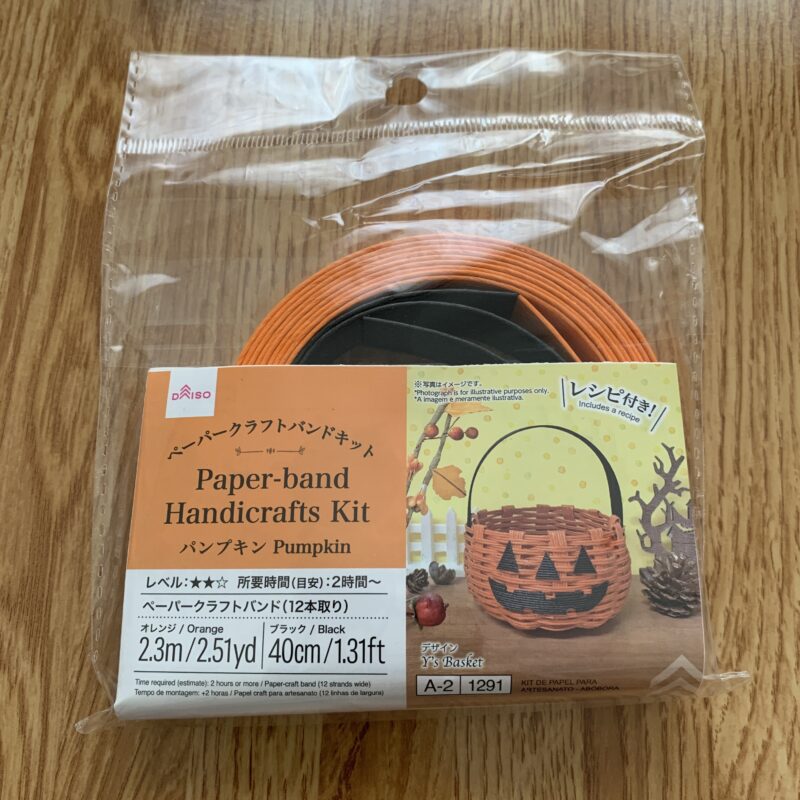 DAISO
ペーパークラフトバンドキット
Paper-band
Handicrafts Kit
パンプキン Pumpkin
レベル:★★☆ 所要時間(目安):2時間〜
ペーパークラフトバンド(12本取り)
オレンジ / Orange
2.3m/2.51yd
ブラック / Black
40cm/1.31ft
Time required (estimate): 2 hours or more / Paper-craft band (12 strands wide)
Tempo de montagem: +2 horas / Papel craft para artesanato (12 linhas de largura)
※写真はイメージです。
*Photograph is for illustrative purposes only.
*A imagem é meramente ilustrativa.
レシピ付き!
Includes a recipe
デザイン
Y's Basket
A-2 1291
KIT DE PAPEL PARA
ARTESANATO - ABÓBORA